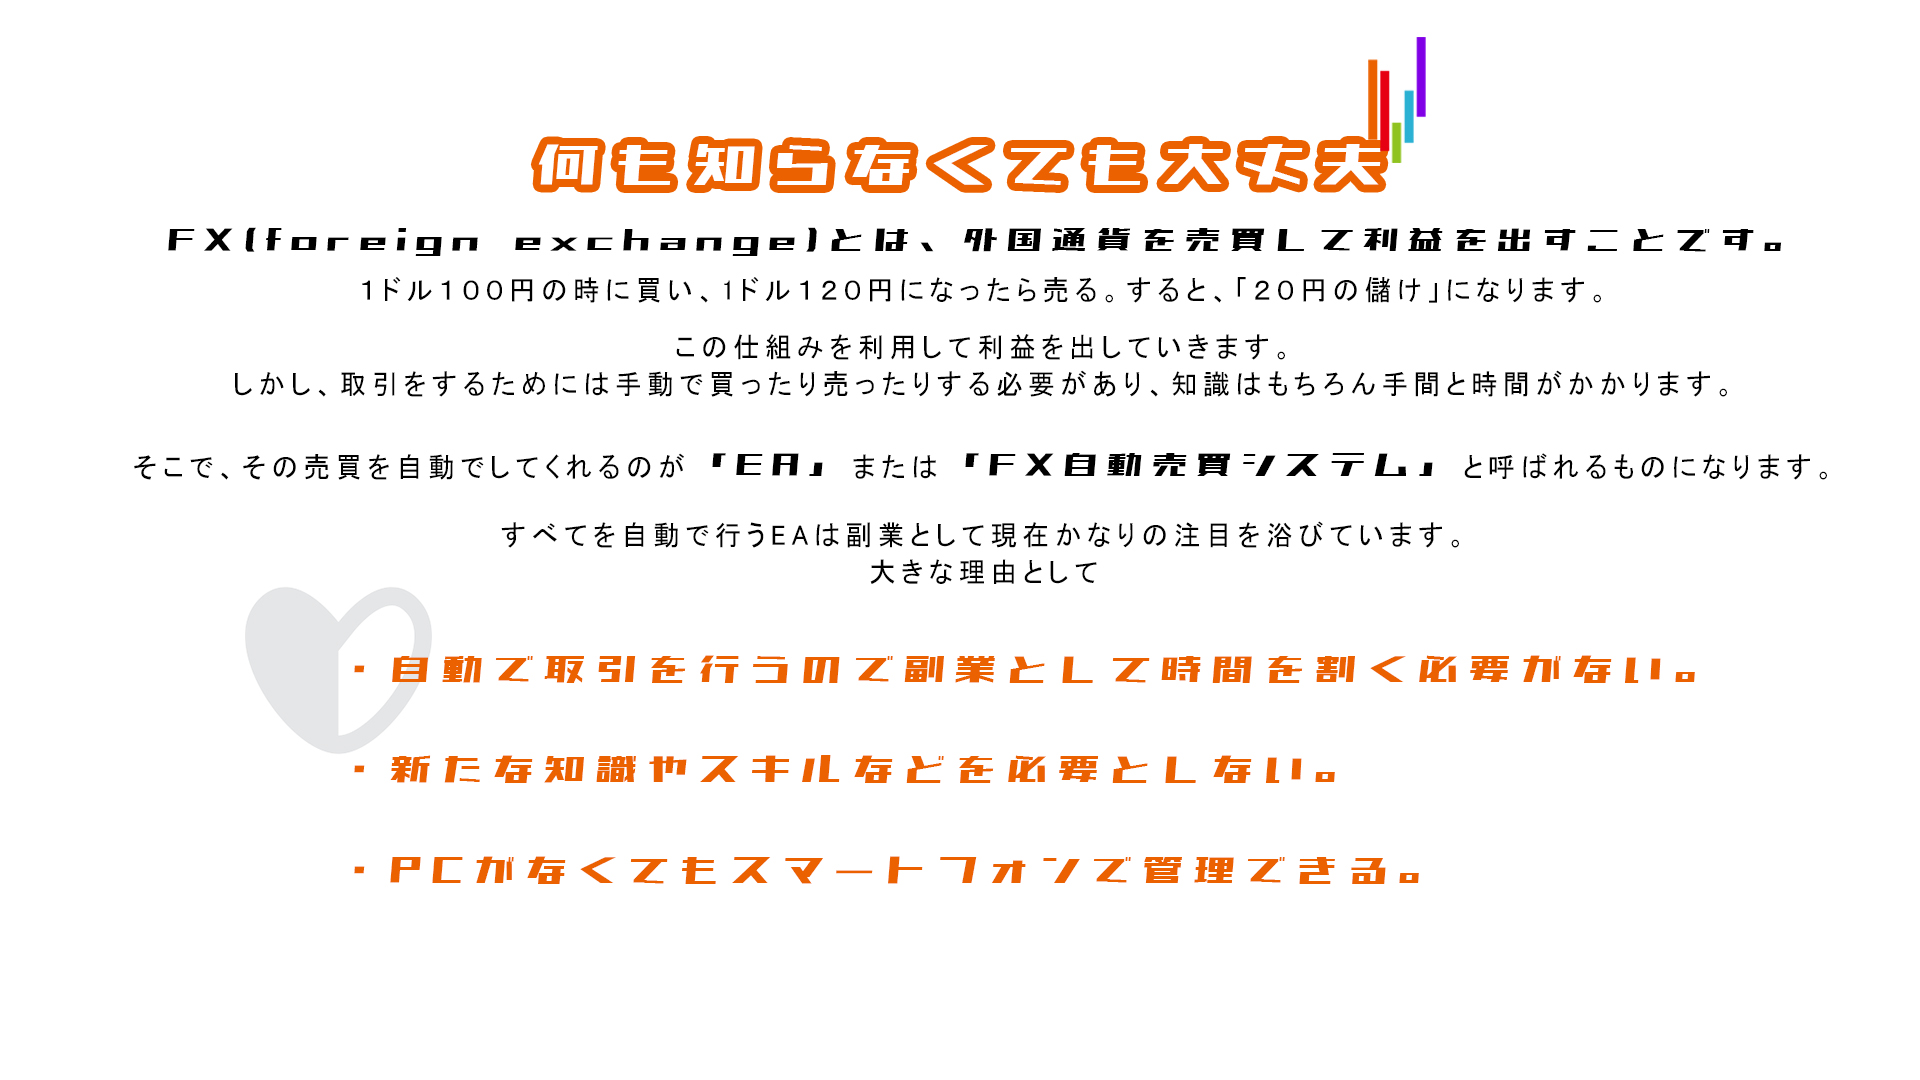 何も知らなくても大丈夫
FX(foreign exchange)とは、外国通貨を売買して利益を出すことです。
1ドル１００円の時に買い、1ドル１２０円になったら売る。すると、「２０円の儲け」になります。
この仕組みを利用して利益を出していきます。
しかし、取引をするためには手動で買ったり売ったりする必要があり、知識はもちろん手間と時間がかかります。
そこで、その売買を自動でしてくれるのが「EA」または「FX自動売買システム」と呼ばれるものになります。
すべてを自動で行うEAは副業として現在かなりの注目を浴びています。
大きな理由として
・自動で取引を行うので副業として時間を割く必要がない。
・新たな知識やスキルなどを必要としない。
・PCがなくてもスマートフォンで管理できる。